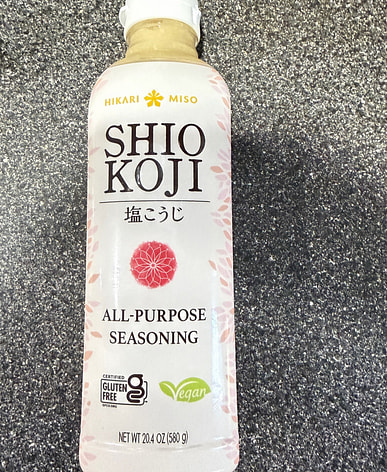 HIKARI MISO
SHIO
KOJI
塩こうじ
ALL-PURPOSE
SEASONING
CERTIFIED
GLUTEN
FREE
Vegan
NET WT 20.4 OZ (580 g)